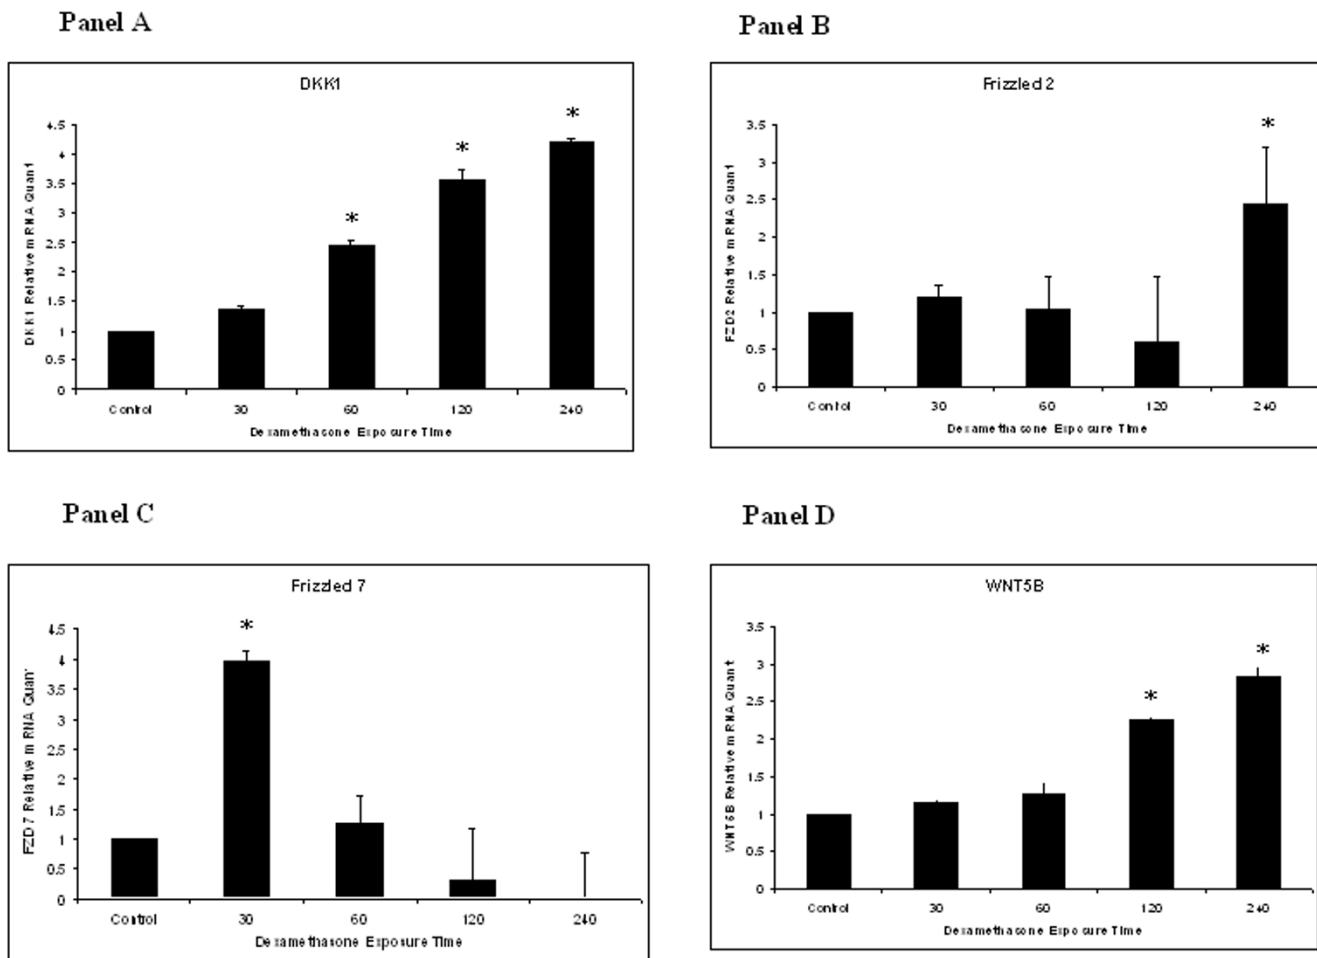 Panel A
DKK1
DKK1 Relative mRNA Quant
4.5
4
3.5
3
2.5
2
1.5
1
0.5
0
*
*
*
Control 30 60 120 240
Dexamethasone Exposure Time
Panel B
Frizzled 2
FZD2 Relative mRNA Quant
3.5
3
2.5
2
1.5
1
0.5
0
*
Control 30 60 120 240
Dexamethasone Exposure Time
Panel C
Frizzled 7
FZD7 Relative mRNA Quant
4.5
4
3.5
3
2.5
2
1.5
1
0.5
0
*
Control 30 60 120 240
Dexamethasone Exposure Time
Panel D
WNT5B
WNT5B Relative mRNA Quant
3.5
3
2.5
2
1.5
1
0.5
0
*
*
Control 30 60 120 240
Dexamethasone Exposure Time